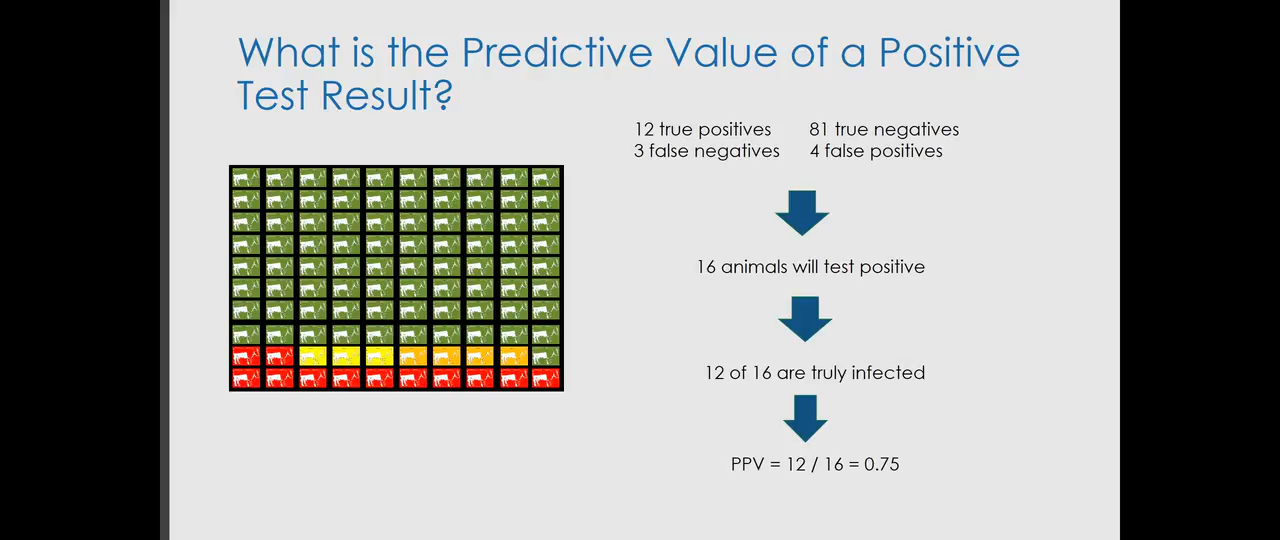 What is the Predictive Value of a Positive
Test Result?
12 true positives 81 true negatives
3 false negatives 4 false positives
16 animals will test positive
12 of 16 are truly infected
PPV = 12 / 16 = 0.75